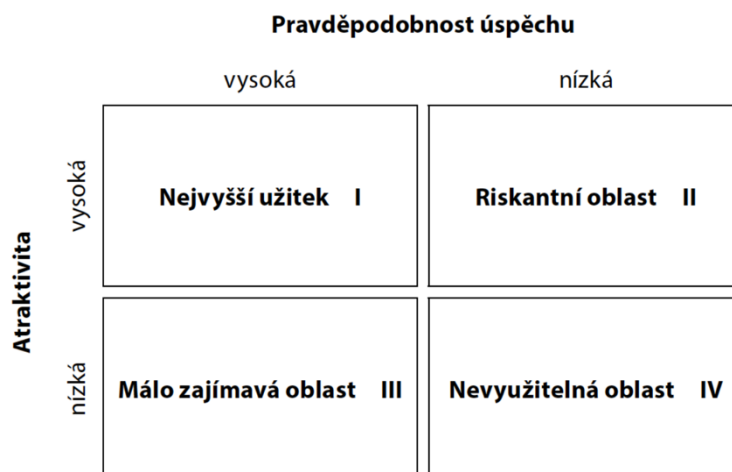 Pravděpodobnost úspěchu
vysoká nízká
vysoká
Nejvyšší užitek I
Riskantní oblast II
Atraktivita
nízká
Málo zajímavá oblast III
Nevyužitelná oblast IV